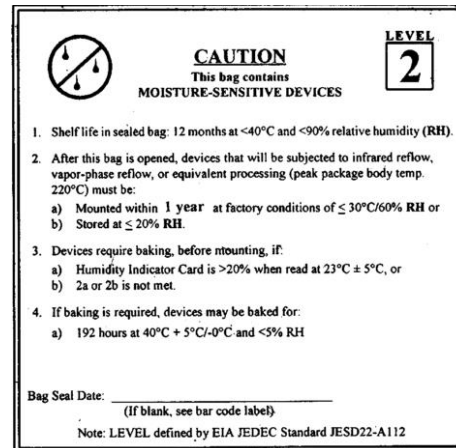 LEVEL
2
CAUTION
This bag contains
MOISTURE-SENSITIVE DEVICES
1. Shelf life in sealed bag: 12 months at <40°C and <90% relative humidity (RH).
2. After this bag is opened, devices that will be subjected to infrared reflow,
vapor-phase reflow, or equivalent processing (peak package body temp.
220°C) must be:
a) Mounted within 1 year at factory conditions of ≤ 30°C/60% RH or
b) Stored at ≤ 20% RH.
3. Devices require baking, before mounting, if:
a) Humidity Indicator Card is >20% when read at 23°C ± 5°C, or
b) 2a or 2b is not met.
4. If baking is required, devices may be baked for:
a) 192 hours at 40°C + 5°C/-0°C and <5% RH
Bag Seal Date:
(If blank, see bar code label)
Note: LEVEL defined by EIA JEDEC Standard JESD22-A112